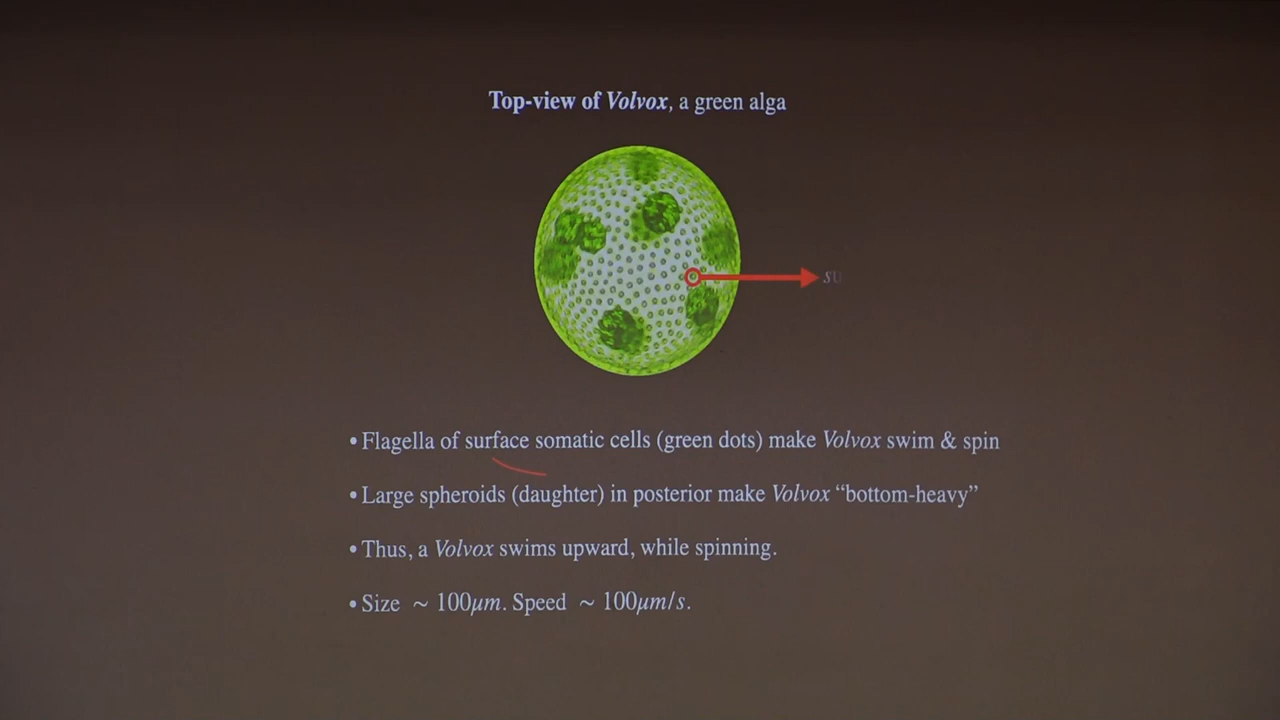 Top-view of Volvox, a green alga
su
• Flagella of surface somatic cells (green dots) make Volvox swim & spin
• Large spheroids (daughter) in posterior make Volvox “bottom-heavy”
• Thus, a Volvox swims upward, while spinning.
• Size ~ 100μm. Speed ~ 100μm/s.